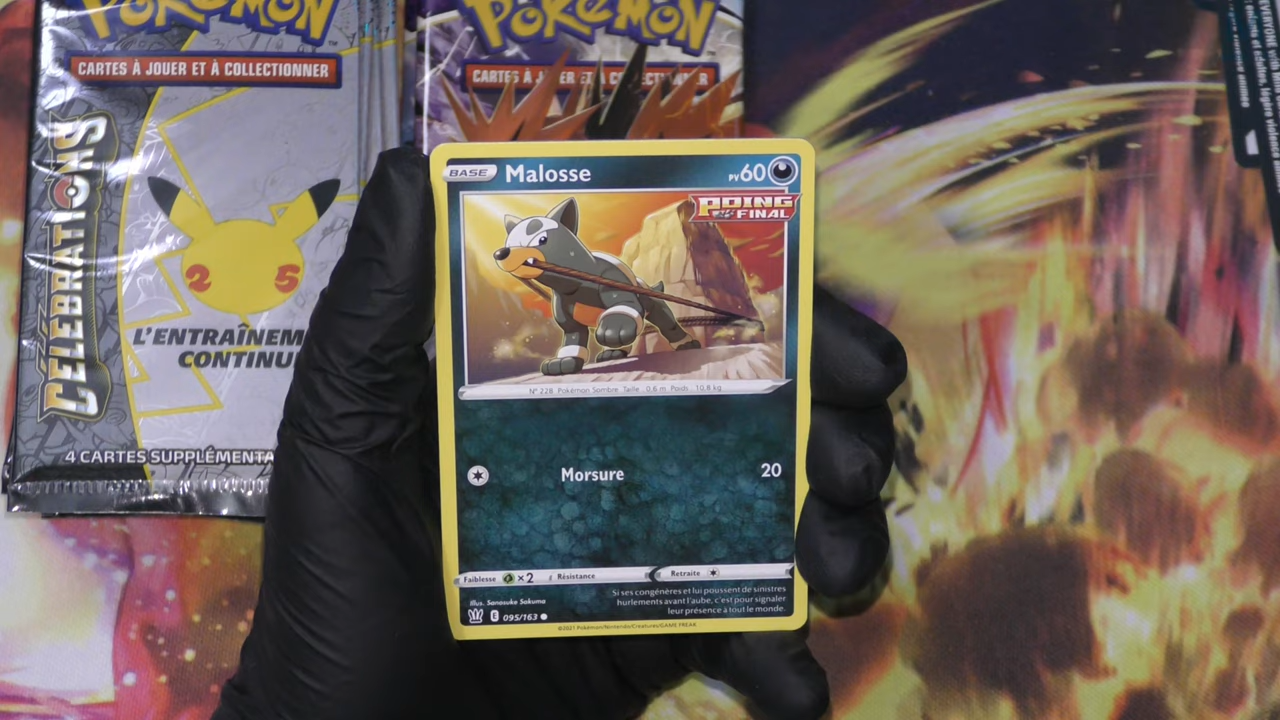 POKÉMON
CARTES À JOUER ET À COLLECTIONNER
CÉLÉBRATIONS
25
L'ENTRAÎNEM
CONTINU
4 CARTES SUPPLÉMENTA
POKÉMON
CARTES À JOUER ET À COLLECTIONNER
BASE
Malosse
PV 60
POING
FINAL
N° 228 Pokémon Sombre Taille : 0,6 m Poids : 10,8 kg
Morsure
20
Faiblesse ×2 Résistance Retraite
Illus. Sanosuke Sakuma
Si ses congénères et lui poussent de sinistres
hurlements avant l'aube, c'est pour signaler
leur présence à tout le monde.
E 095/163
©2021 Pokémon/Nintendo/Creatures/GAME FREAK